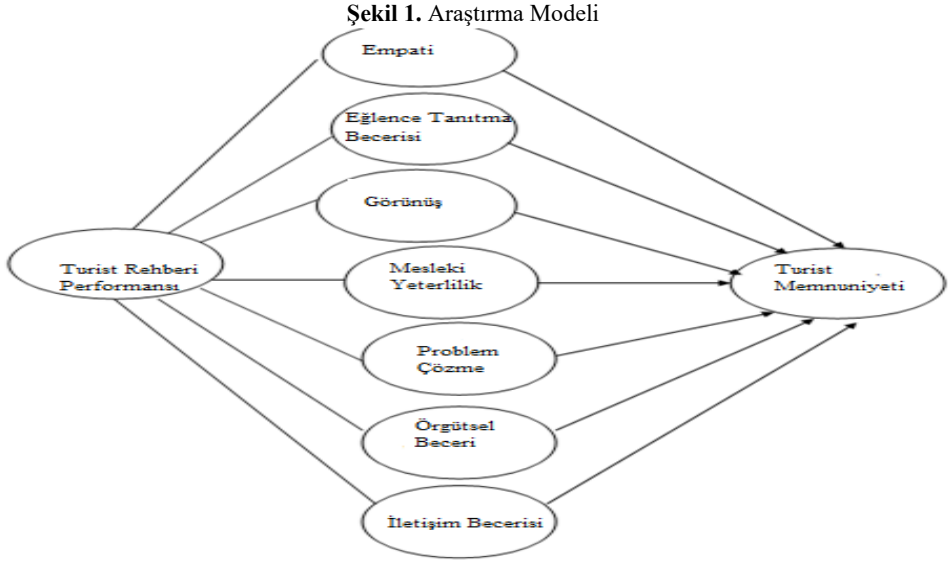 Şekil 1. Araştırma Modeli
Empati
Eğlence Tanıtma
Becerisi
Görünüş
Turist Rehberi
Performansı
Mesleki
Yeterlilik
Turist
Memnuniyeti
Problem
Çözme
Örgütsel
Beceri
İletişim Becerisi